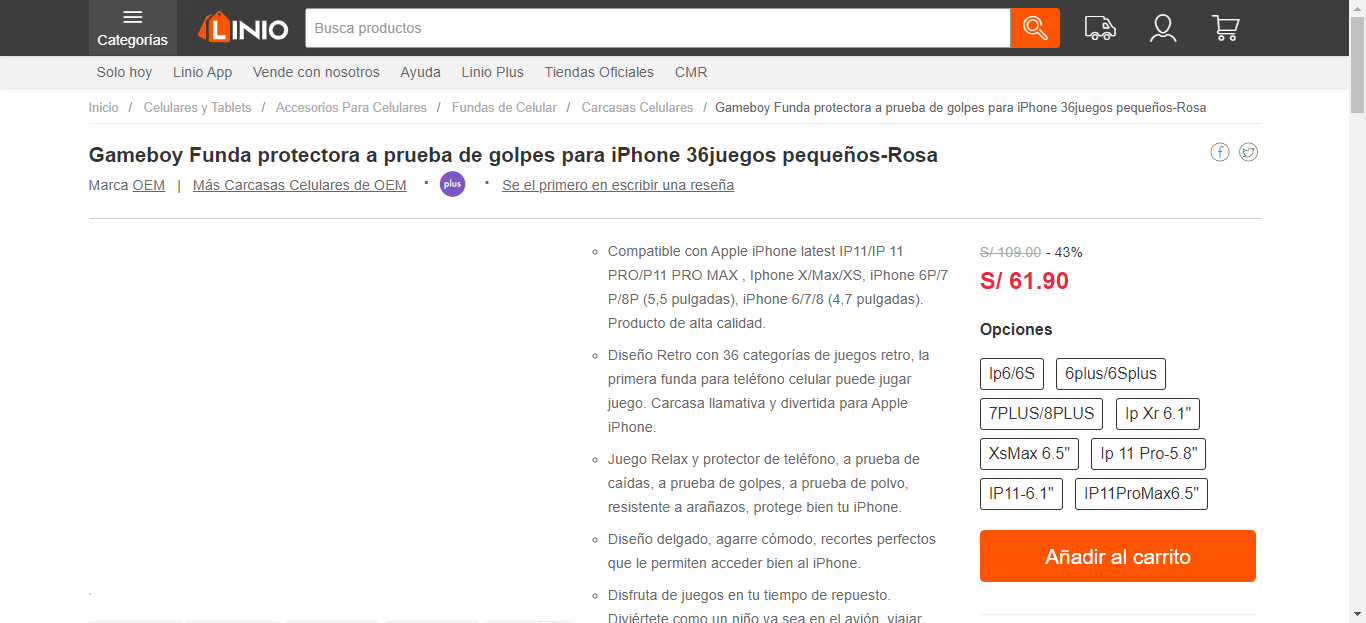 Categorías
LINIO
Busca productos
Solo hoy Linio App Vende con nosotros Ayuda Linio Plus Tiendas Oficiales CMR
Inicio / Celulares y Tablets / Accesorios Para Celulares / Fundas de Celular / Carcasas Celulares / Gameboy Funda protectora a prueba de golpes para iPhone 36juegos pequeños-Rosa
Gameboy Funda protectora a prueba de golpes para iPhone 36juegos pequeños-Rosa
Marca OEM | Más Carcasas Celulares de OEM · plus · Se el primero en escribir una reseña
Compatible con Apple iPhone latest IP11/IP 11
PRO/P11 PRO MAX , Iphone X/Max/XS, iPhone 6P/7
P/8P (5,5 pulgadas), iPhone 6/7/8 (4,7 pulgadas).
Producto de alta calidad.
Diseño Retro con 36 categorías de juegos retro, la
primera funda para teléfono celular puede jugar
juego. Carcasa llamativa y divertida para Apple
iPhone.
Juego Relax y protector de teléfono, a prueba de
caídas, a prueba de golpes, a prueba de polvo,
resistente a arañazos, protege bien tu iPhone.
Diseño delgado, agarre cómodo, recortes perfectos
que le permiten acceder bien al iPhone.
Disfruta de juegos en tu tiempo de repuesto.
Diviértete como un niño ya sea en el avión, viajar
S/ 109.00 - 43%
S/ 61.90
Opciones
Ip6/6S 6plus/6Splus
7PLUS/8PLUS Ip Xr 6.1"
XsMax 6.5" Ip 11 Pro-5.8"
IP11-6.1" IP11ProMax6.5"
Añadir al carrito